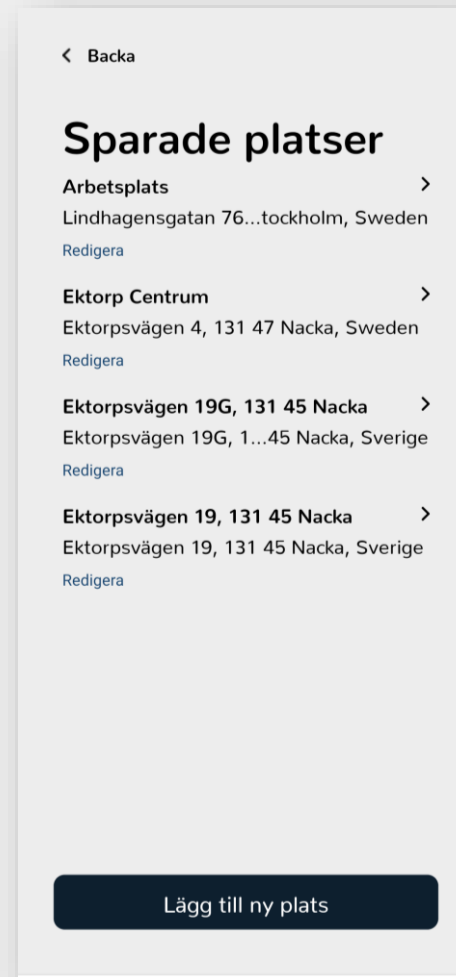 Backa
Sparade platser
Arbetsplats
Lindhagensgatan 76...tockholm, Sweden
Redigera
Ektorp Centrum
Ektorpsvägen 4, 131 47 Nacka, Sweden
Redigera
Ektorpsvägen 19G, 131 45 Nacka
Ektorpsvägen 19G, 1...45 Nacka, Sverige
Redigera
Ektorpsvägen 19, 131 45 Nacka
Ektorpsvägen 19, 131 45 Nacka, Sverige
Redigera
Lägg till ny plats